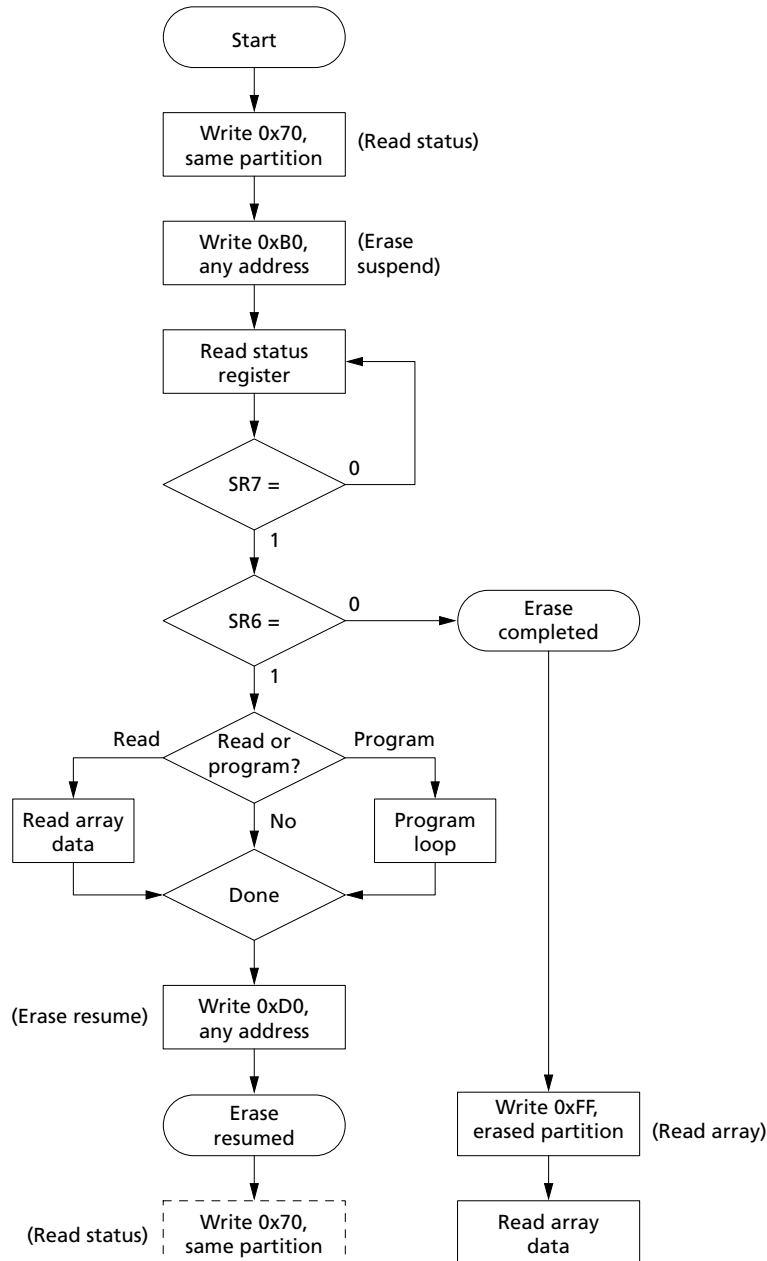 Start
Write 0x70,
same partition
(Read status)
Write 0xB0,
any address
(Erase
suspend)
Read status
register
SR7 =
0
1
SR6 =
0
Erase
completed
1
Read
Read or
program?
Program
Read array
data
No
Program
loop
Done
(Erase resume)
Write 0xD0,
any address
Erase
resumed
Write 0xFF,
erased partition
(Read array)
(Read status)
Write 0x70,
same partition
Read array
data